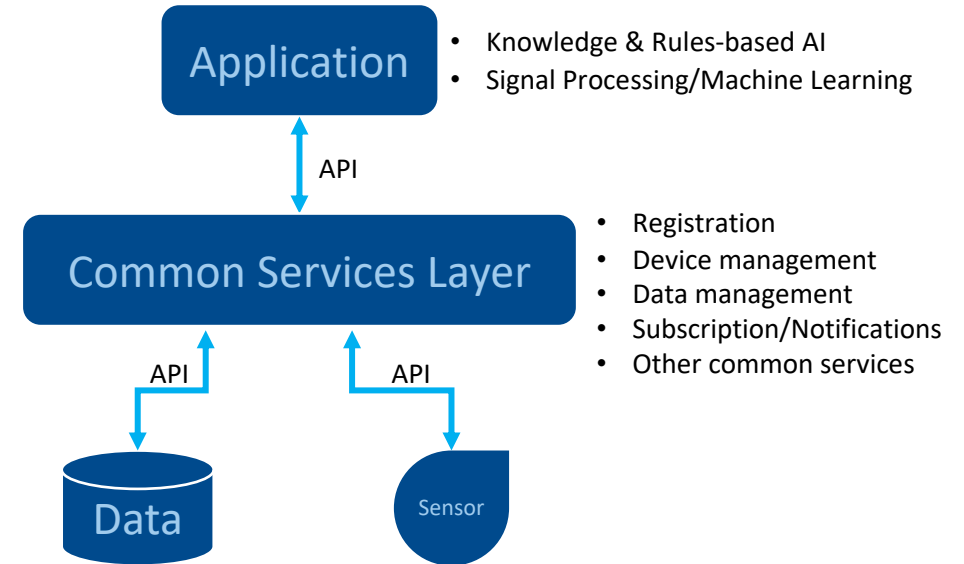 Application
• Knowledge & Rules-based AI
• Signal Processing/Machine Learning
API
Common Services Layer
• Registration
• Device management
• Data management
• Subscription/Notifications
• Other common services
API
API
Data
Sensor